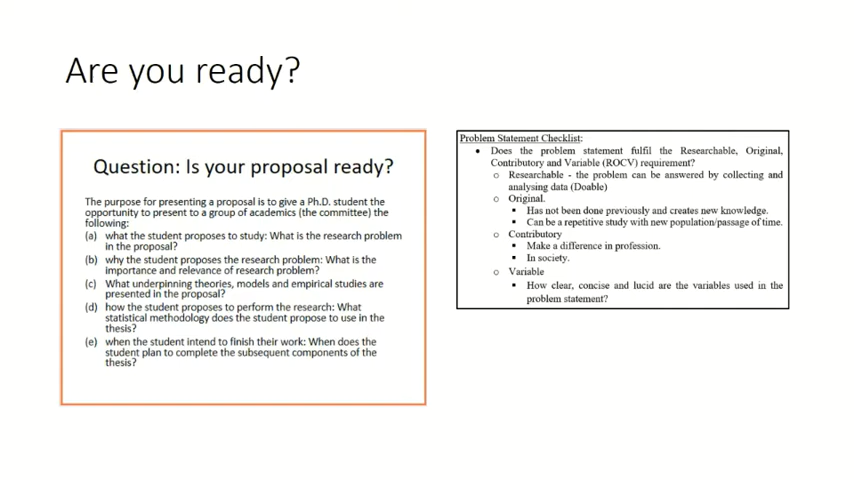 Are you ready?
Question: Is your proposal ready?
The purpose for presenting a proposal is to give a Ph.D. student the
opportunity to present to a group of academics (the committee) the
following:
(a) what the student proposes to study: What is the research problem
in the proposal?
(b) why the student proposes the research problem: What is the
importance and relevance of research problem?
(c) What underpinning theories, models and empirical studies are
presented in the proposal?
(d) how the student proposes to perform the research: What
statistical methodology does the student propose to use in the
thesis?
(e) when the student intend to finish their work: When does the
student plan to complete the subsequent components of the
thesis?
Problem Statement Checklist:
• Does the problem statement fulfil the Researchable, Original,
Contributory and Variable (ROCV) requirement?
o Researchable - the problem can be answered by collecting and
analysing data (Doable)
o Original.
▪ Has not been done previously and creates new knowledge.
▪ Can be a repetitive study with new population/passage of time.
o Contributory
▪ Make a difference in profession.
▪ In society.
o Variable
▪ How clear, concise and lucid are the variables used in the
problem statement?